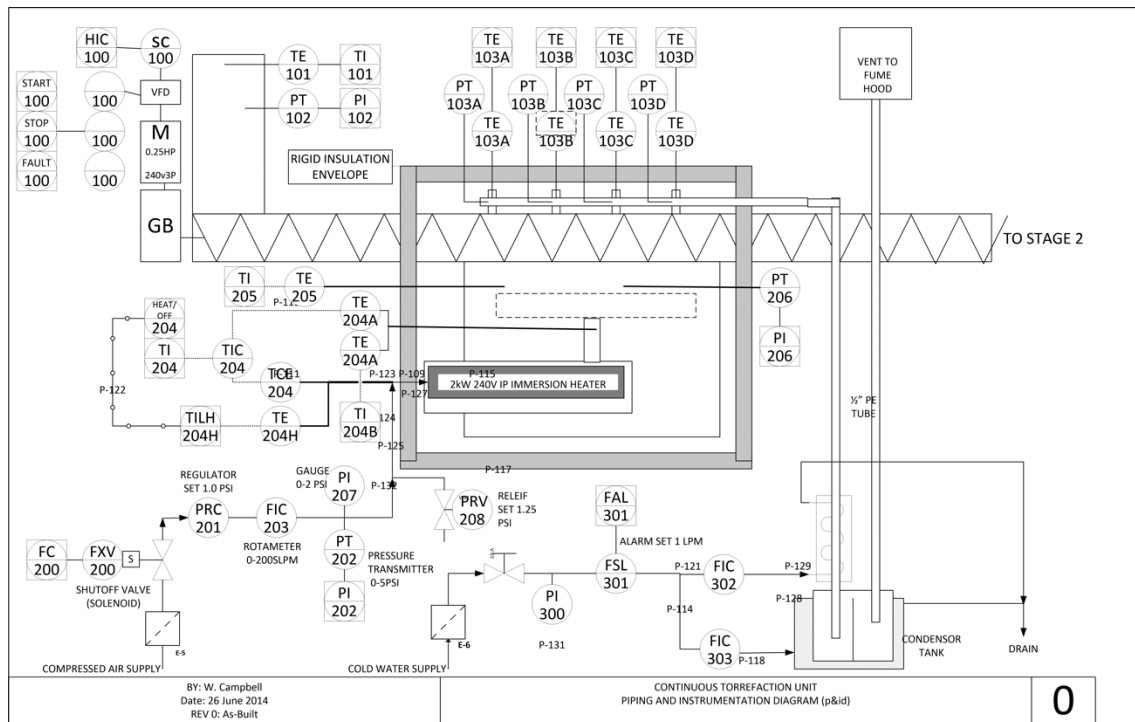 HIC
100
SC
100
START
100
100
VFD
STOP
100
100
M
0.25HP
240v3P
FAULT
100
100
GB
TE
101
TI
101
PT
102
PI
102
TE
103A
TE
103B
TE
103C
TE
103D
PT
103A
PT
103B
PT
103C
PT
103D
TE
103A
TE
103B
TE
103C
TE
103D
VENT TO
FUME
HOOD
RIGID INSULATION
ENVELOPE
TO STAGE 2
TI
205
TE
205
PT
206
PI
206
HEAT/
OFF
204
TE
204A
TI
204
TIC
204
TE
204A
P-122
TCE
204
P-123
P-109
P-115
P-127
2kW 240V IP IMMERSION HEATER
½" PE
TUBE
TILH
204H
TE
204H
TI
204B
124
P-125
P-117
REGULATOR
SET 1.0 PSI
GAUGE
0-2 PSI
PI
207
P-132
PRV
208
RELEIF
SET 1.25
PSI
PRC
201
FIC
203
ROTAMETER
0-200SLPM
FAL
301
ALARM SET 1 LPM
FC
200
FXV
200
S
SHUTOFF VALVE
(SOLENOID)
PT
202
PRESSURE
TRANSMITTER
0-5PSI
PI
202
FSL
301
P-121
FIC
302
P-129
PI
300
P-114
P-128
P-131
FIC
303
P-118
CONDENSOR
TANK
DRAIN
E-5
E-6
COMPRESSED AIR SUPPLY
COLD WATER SUPPLY
BY: W. Campbell
Date: 26 June 2014
REV 0: As-Built
CONTINUOUS TORREFACTION UNIT
PIPING AND INSTRUMENTATION DIAGRAM (p&id)
0